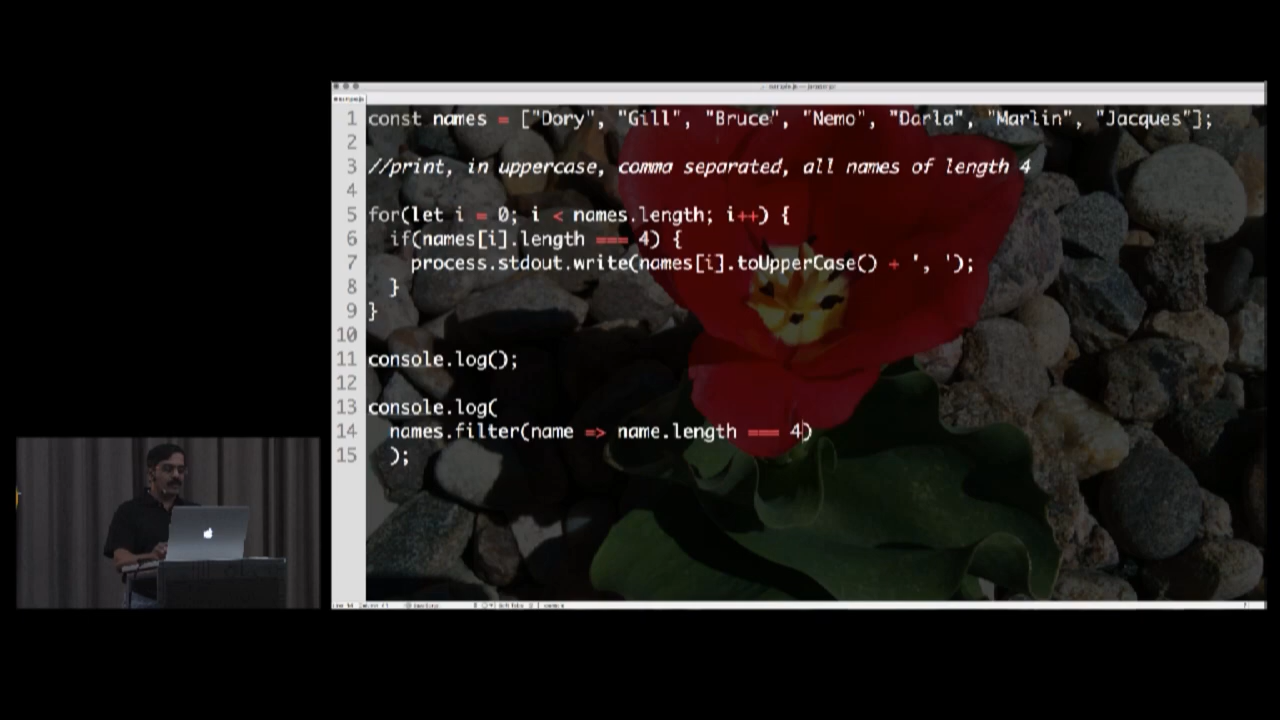 const names = ["Dory", "Gill", "Bruce", "Nemo", "Darla", "Marlin", "Jacques"];
//print, in uppercase, comma separated, all names of length 4
for(let i = 0; i < names.length; i++) {
if(names[i].length === 4) {
process.stdout.write(names[i].toUpperCase() + ', ');
}
}
console.log();
console.log(
names.filter(name => name.length === 4)
);
1
2
3
4
5
6
7
8
9
10
11
12
13
14
15